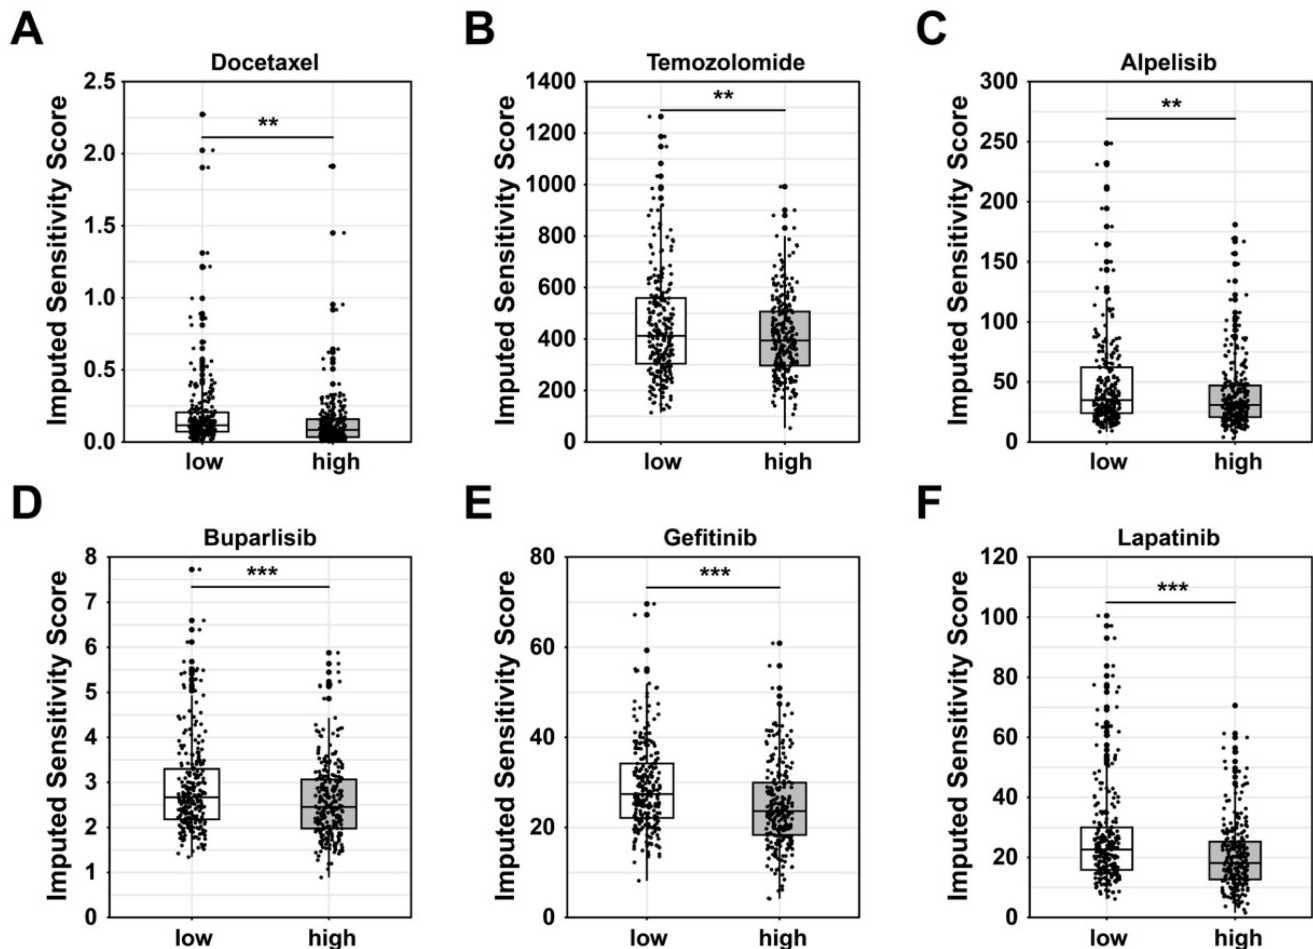 A
Docetaxel
Imputed Sensitivity Score
2.5
2.0
1.5
1.0
0.5
0.0
**
low high
B
Temozolomide
Imputed Sensitivity Score
1400
1200
1000
800
600
400
200
0
**
low high
C
Alpelisib
Imputed Sensitivity Score
300
250
200
150
100
50
0
**
low high
D
Buparlisib
Imputed Sensitivity Score
8
7
6
5
4
3
2
1
0
***
low high
E
Gefitinib
Imputed Sensitivity Score
80
60
40
20
0
***
low high
F
Lapatinib
Imputed Sensitivity Score
120
100
80
60
40
20
0
***
low high